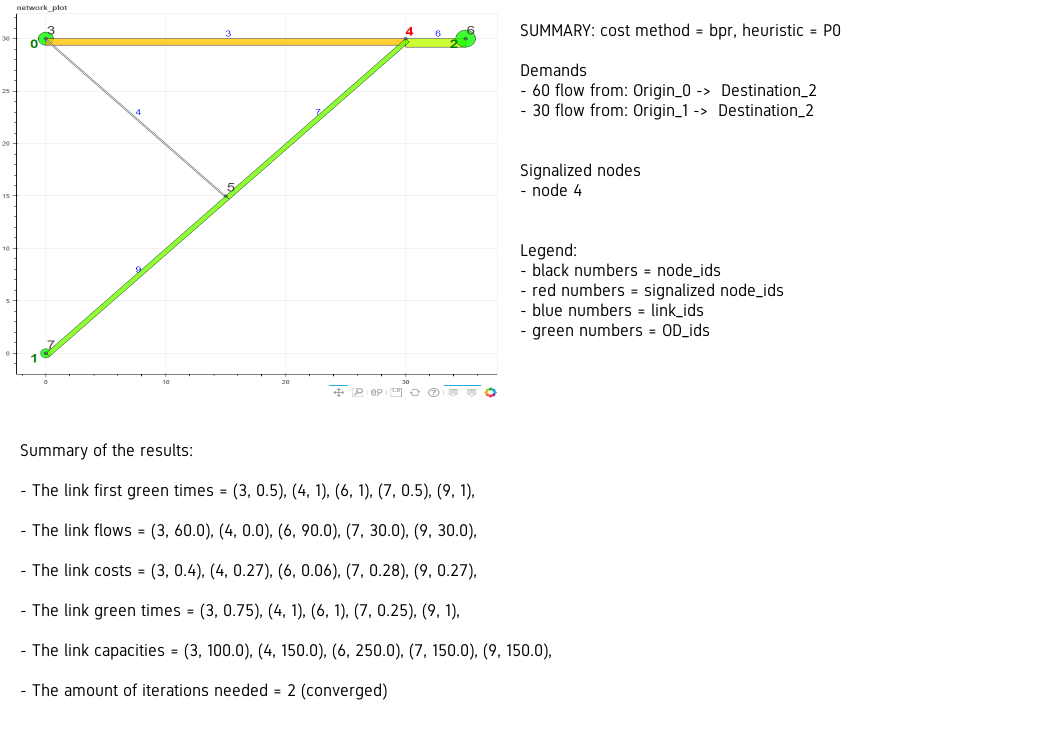 network_plot
30
25
20
15
10
5
0
0
10
20
30
3
0
3
4
6
6
2
4
7
5
9
7
1
SUMMARY: cost method = bpr, heuristic = P0
Demands
- 60 flow from: Origin_0 -> Destination_2
- 30 flow from: Origin_1 -> Destination_2
Signalized nodes
- node 4
Legend:
- black numbers = node_ids
- red numbers = signalized node_ids
- blue numbers = link_ids
- green numbers = OD_ids
Summary of the results:
- The link first green times = (3, 0.5), (4, 1), (6, 1), (7, 0.5), (9, 1),
- The link flows = (3, 60.0), (4, 0.0), (6, 90.0), (7, 30.0), (9, 30.0),
- The link costs = (3, 0.4), (4, 0.27), (6, 0.06), (7, 0.28), (9, 0.27),
- The link green times = (3, 0.75), (4, 1), (6, 1), (7, 0.25), (9, 1),
- The link capacities = (3, 100.0), (4, 150.0), (6, 250.0), (7, 150.0), (9, 150.0),
- The amount of iterations needed = 2 (converged)